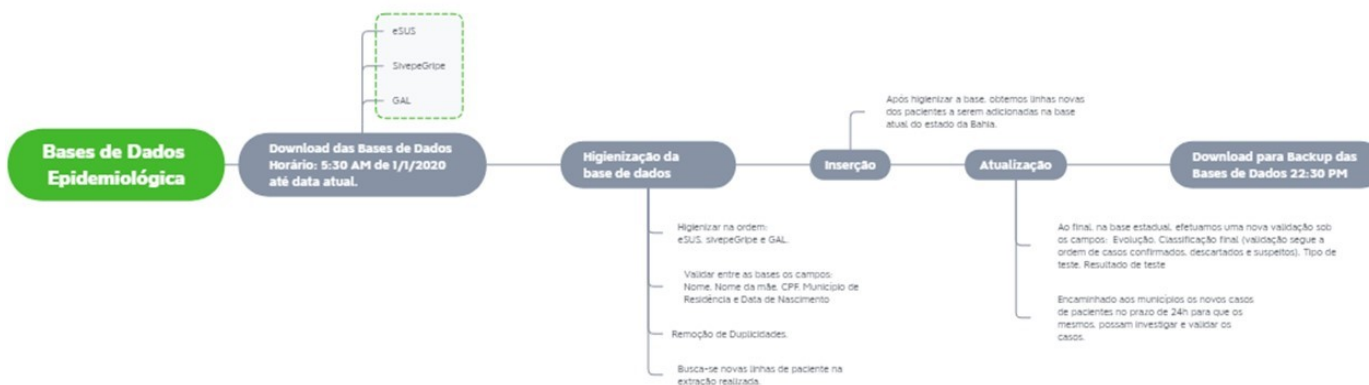 eSUS
SivepeGripe
GAL
Bases de Dados
Epidemiológica
Download das Bases de Dados
Horário: 5:30 AM de 1/1/2020
até data atual.
Higienização da
base de dados
Higienizar na ordem:
eSUS, sivepeGripe e GAL.
Validar entre as bases os campos:
Nome, Nome da mãe, CPF, Município de
Residência e Data de Nascimento
Remoção de Duplicidades.
Busca-se novas linhas de paciente na
extração realizada.
Após higienizar a base, obtemos linhas novas
dos pacientes a serem adicionadas na base
atual do estado da Bahia.
Inserção
Atualização
Ao final, na base estadual, efetuamos uma nova validação sob
os campos: Evolução, Classificação final (validação segue a
ordem de casos confirmados, descartados e suspeitos), Tipo de
teste, Resultado de teste
Encaminhado aos municípios os novos casos
de pacientes no prazo de 24h para que os
mesmos, possam investigar e validar os
casos.
Download para Backup das
Bases de Dados 22:30 PM